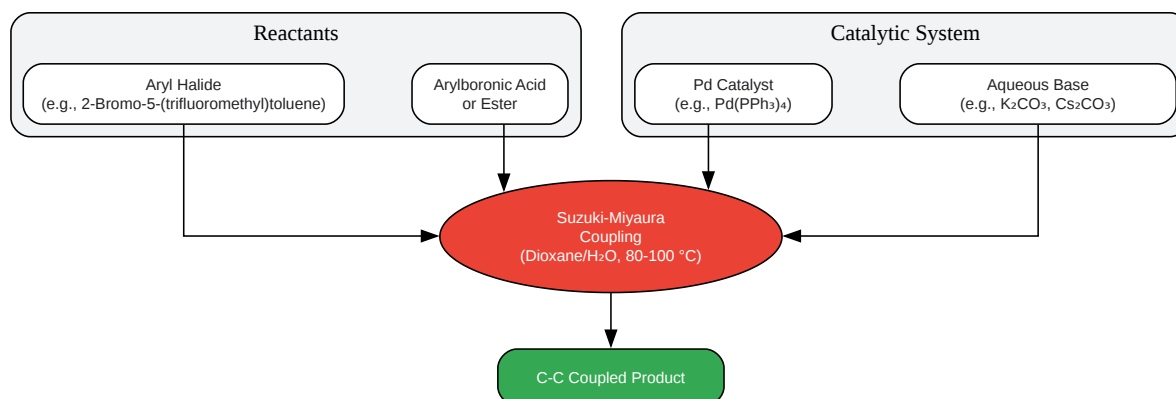 Reactants
Catalytic System
Aryl Halide
(e.g., 2-Bromo-5-(trifluoromethyl)toluene)
Arylboronic Acid
or Ester
Pd Catalyst
(e.g., Pd(PPh₃)₄)
Aqueous Base
(e.g., K₂CO₃, Cs₂CO₃)
Suzuki-Miyaura
Coupling
(Dioxane/H₂O, 80-100 °C)
C-C Coupled Product